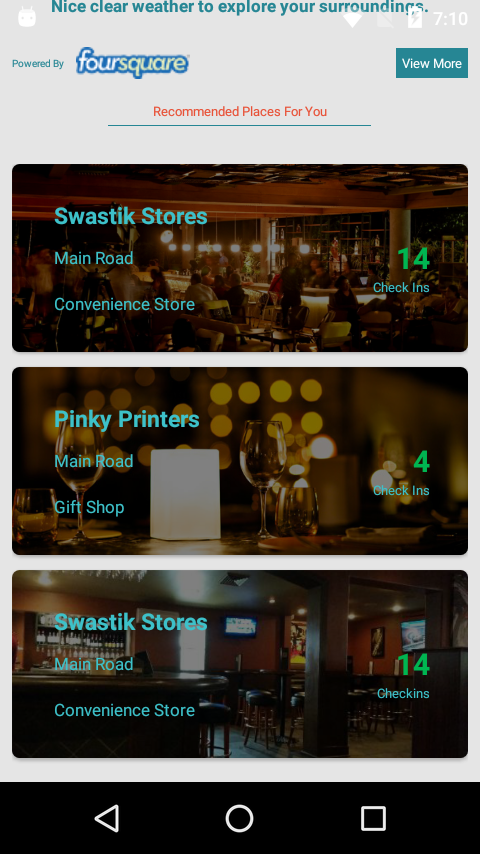 Nice clear weather to explore your surroundings.
7:10
Powered By
foursquare
View More
Recommended Places For You
Swastik Stores
Main Road
Convenience Store
14
Check Ins
Pinky Printers
Main Road
Gift Shop
4
Check Ins
Swastik Stores
Main Road
Convenience Store
14
Checkins